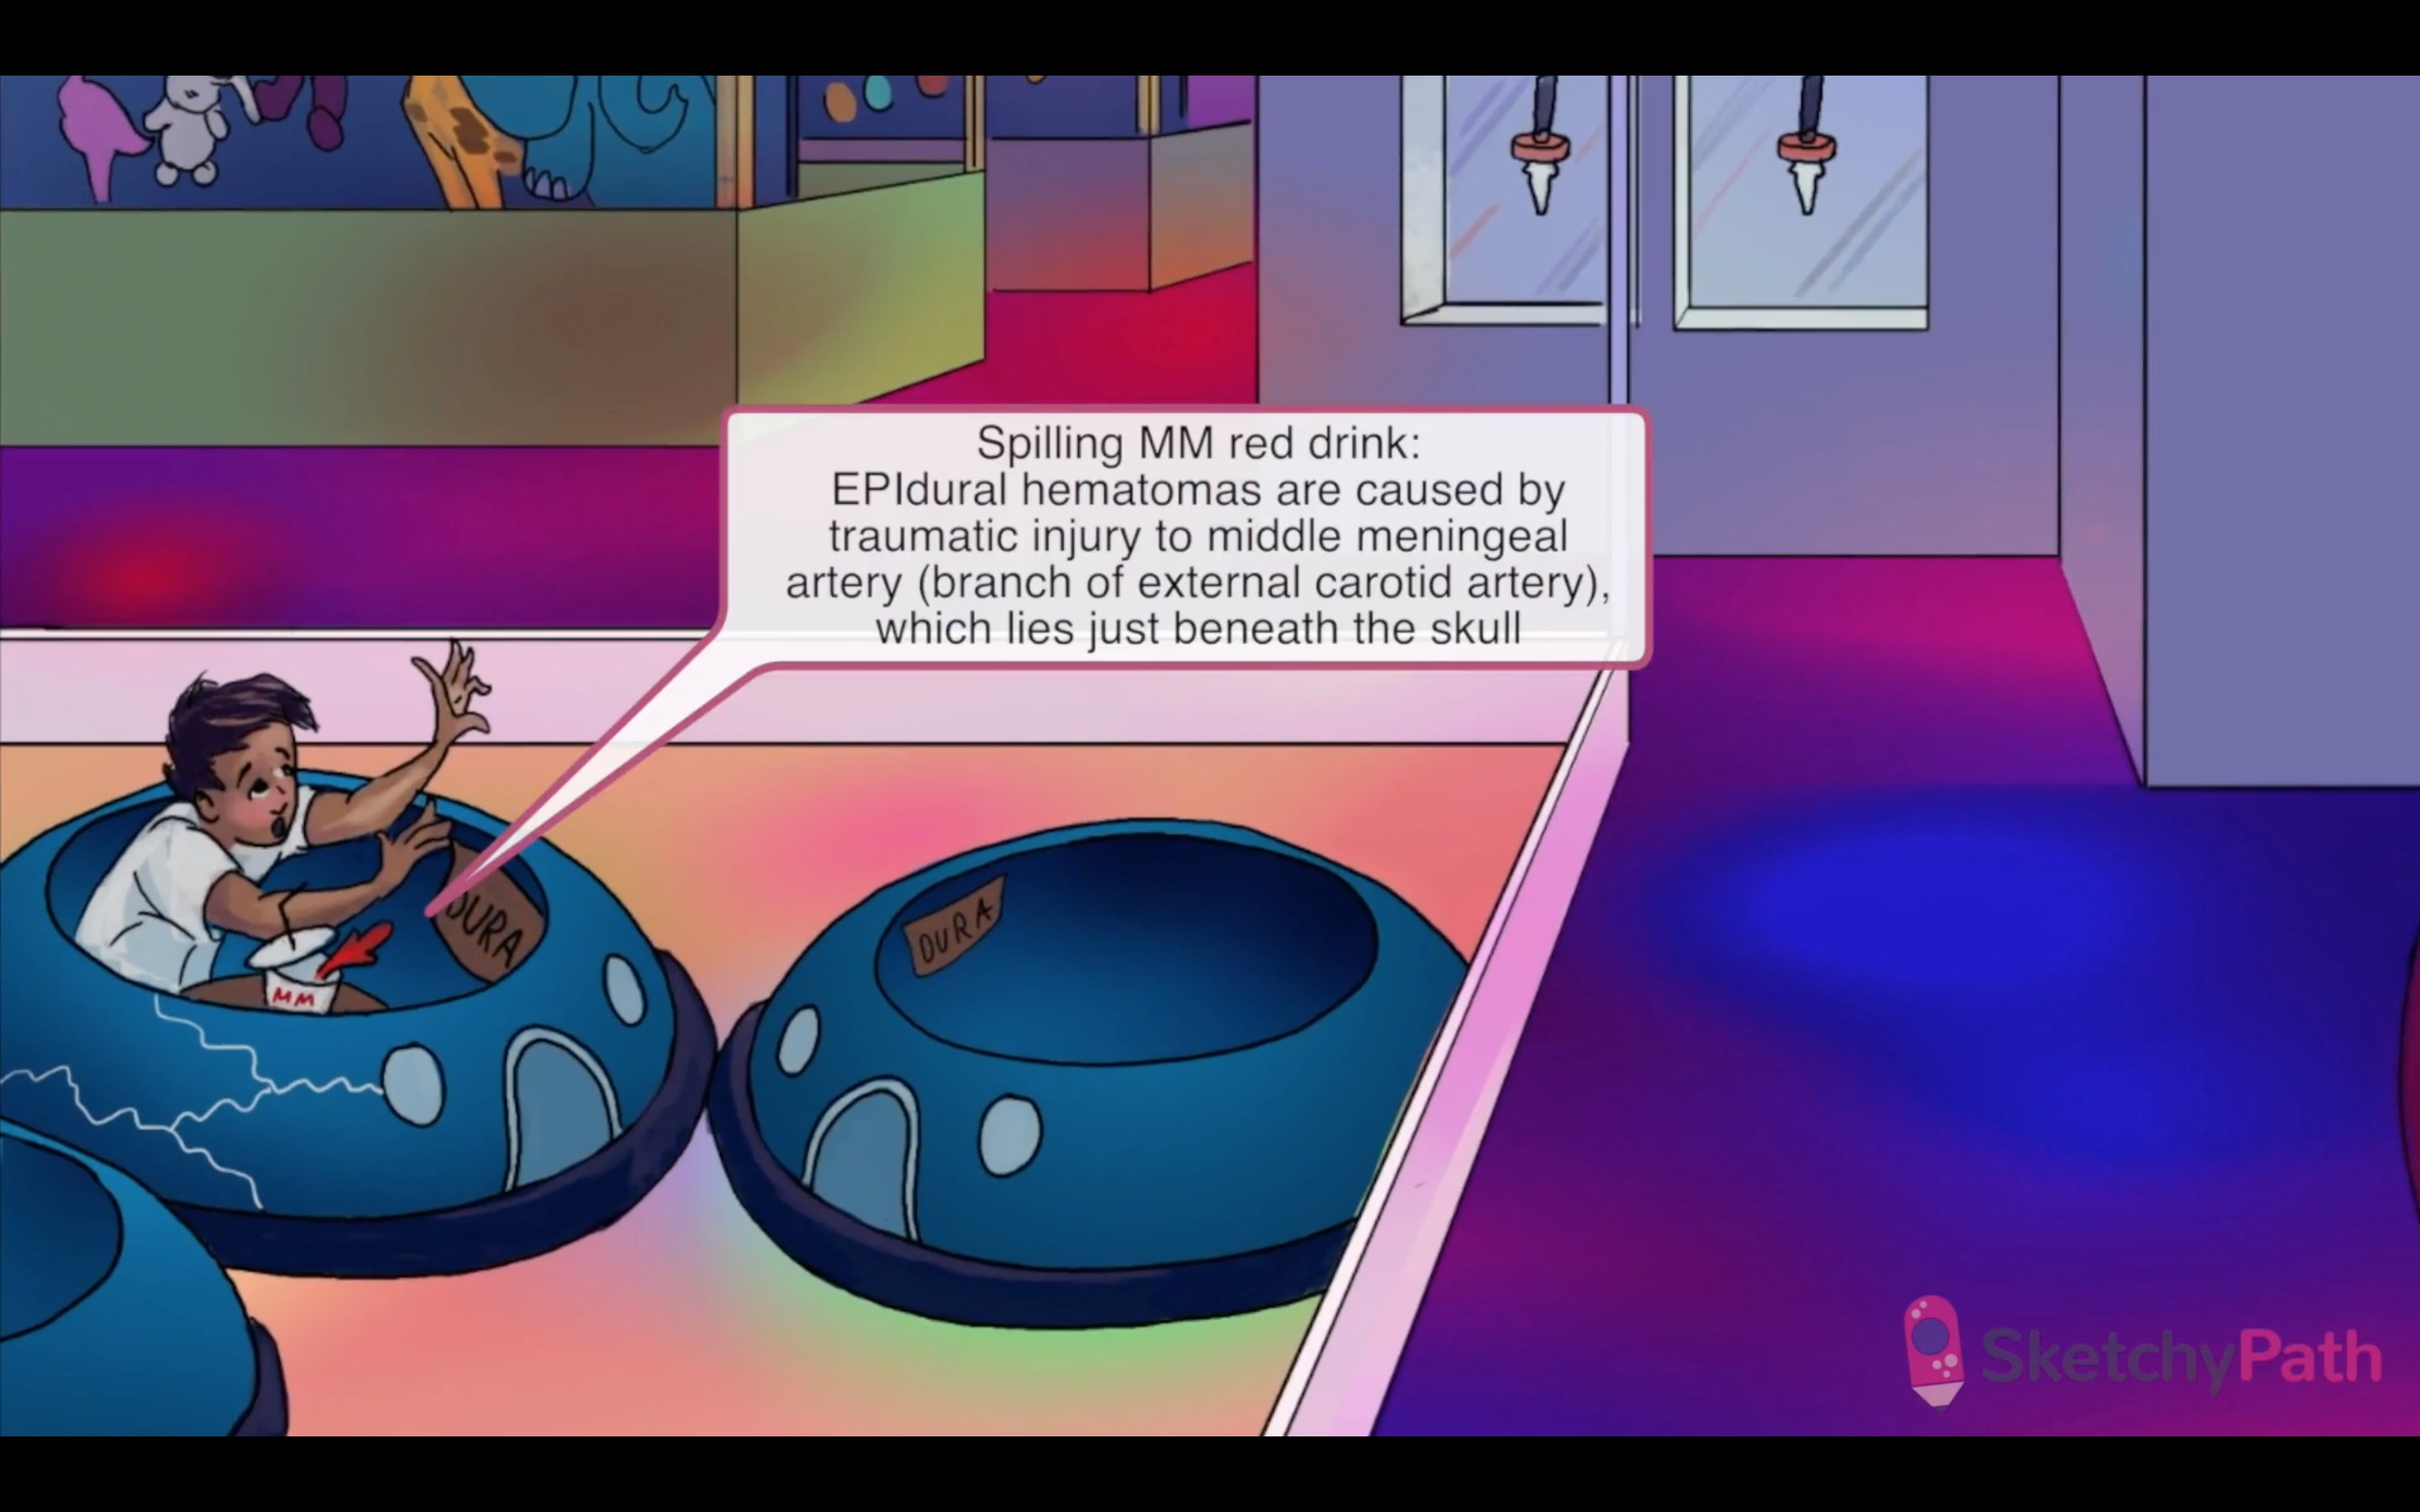 Spilling MM red drink:
EPIdural hematomas are caused by
traumatic injury to middle meningeal
artery (branch of external carotid artery),
which lies just beneath the skull
DURA
DURA
MM
SketchyPath